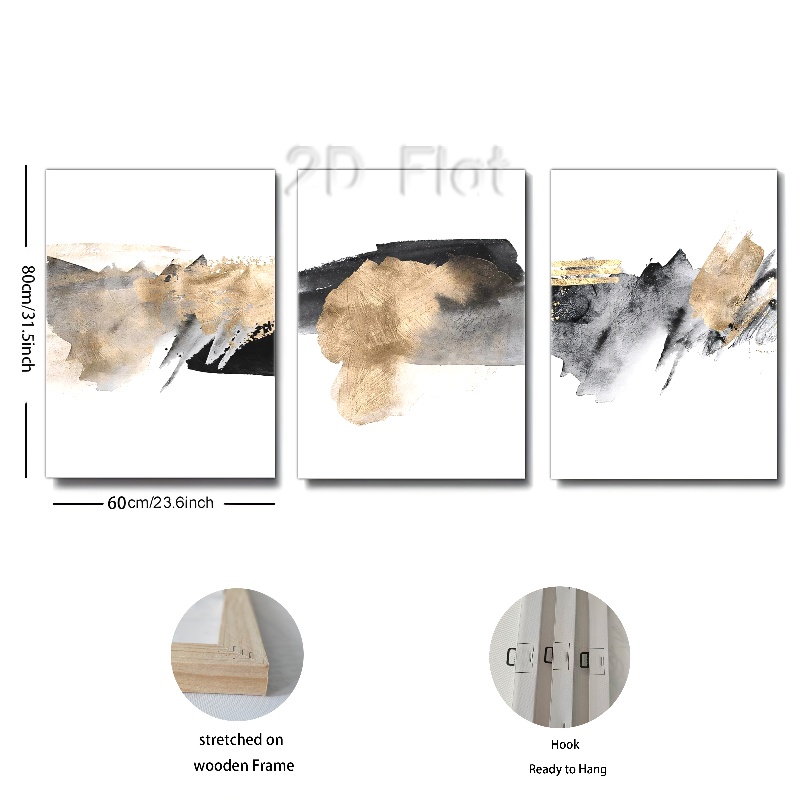 2D Flat
80cm/31.5inch
60cm/23.6inch
stretched on
wooden Frame
Hook
Ready to Hang